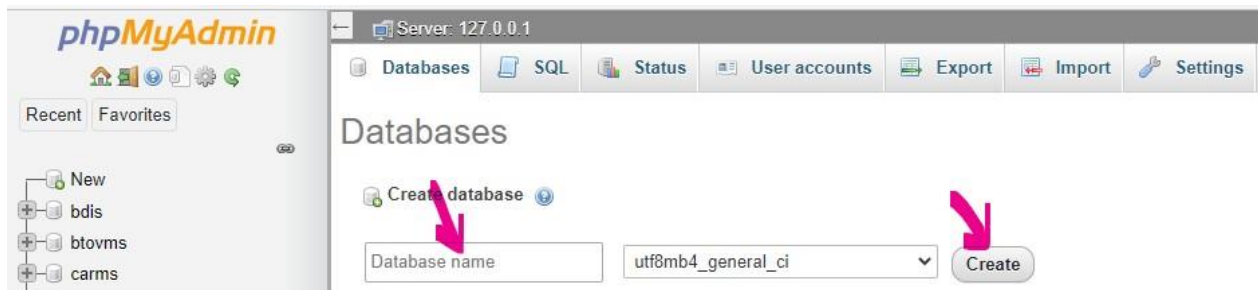 phpMyAdmin
Recent Favorites
New
bdis
btovms
carms
Server: 127.0.0.1
Databases SQL Status User accounts Export Import Settings
Databases
Create database
Database name utf8mb4_general_ci Create